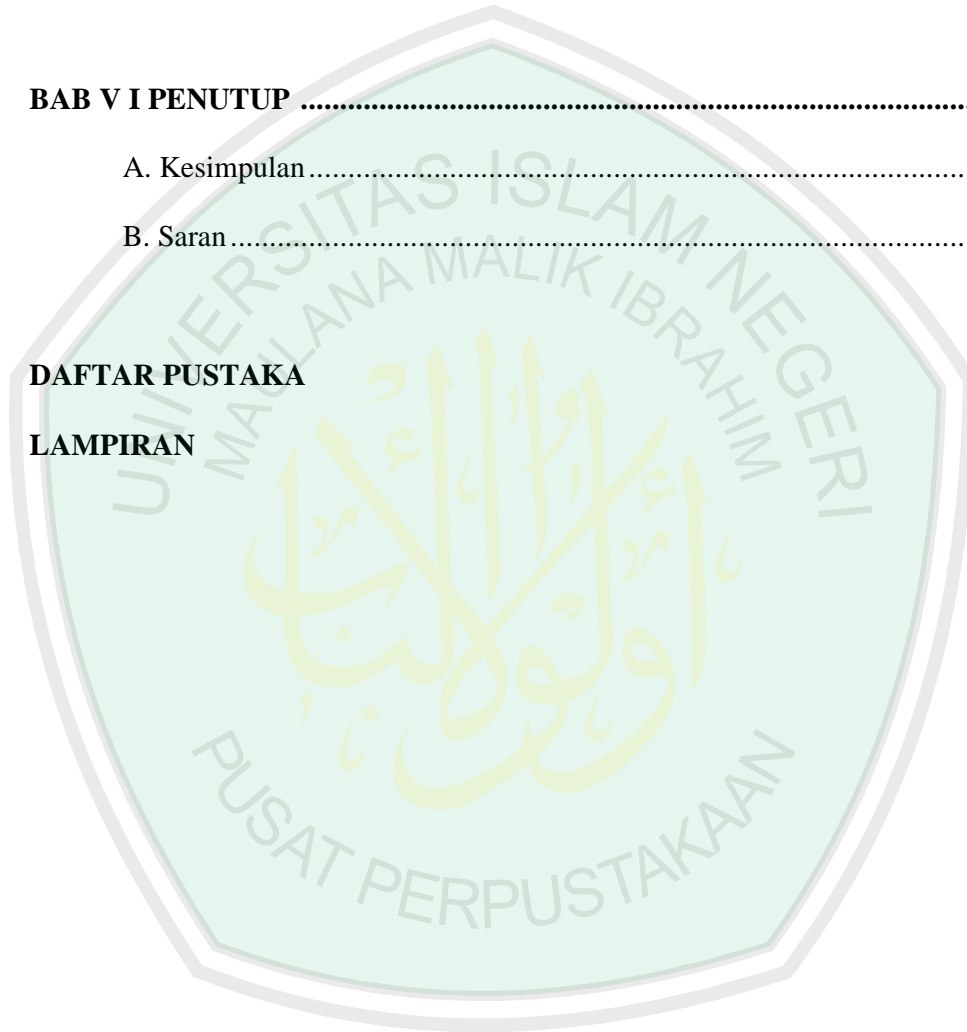 BAB V I PENUTUP ........................................................................................
A. Kesimpulan ........................................................................................
B. Saran ........................................................................................
DAFTAR PUSTAKA
LAMPIRAN
UNIVERSITAS ISLAM NEGERI
MAULANA MALIK IBRAHIM
PUSAT PERPUSTAKAAN